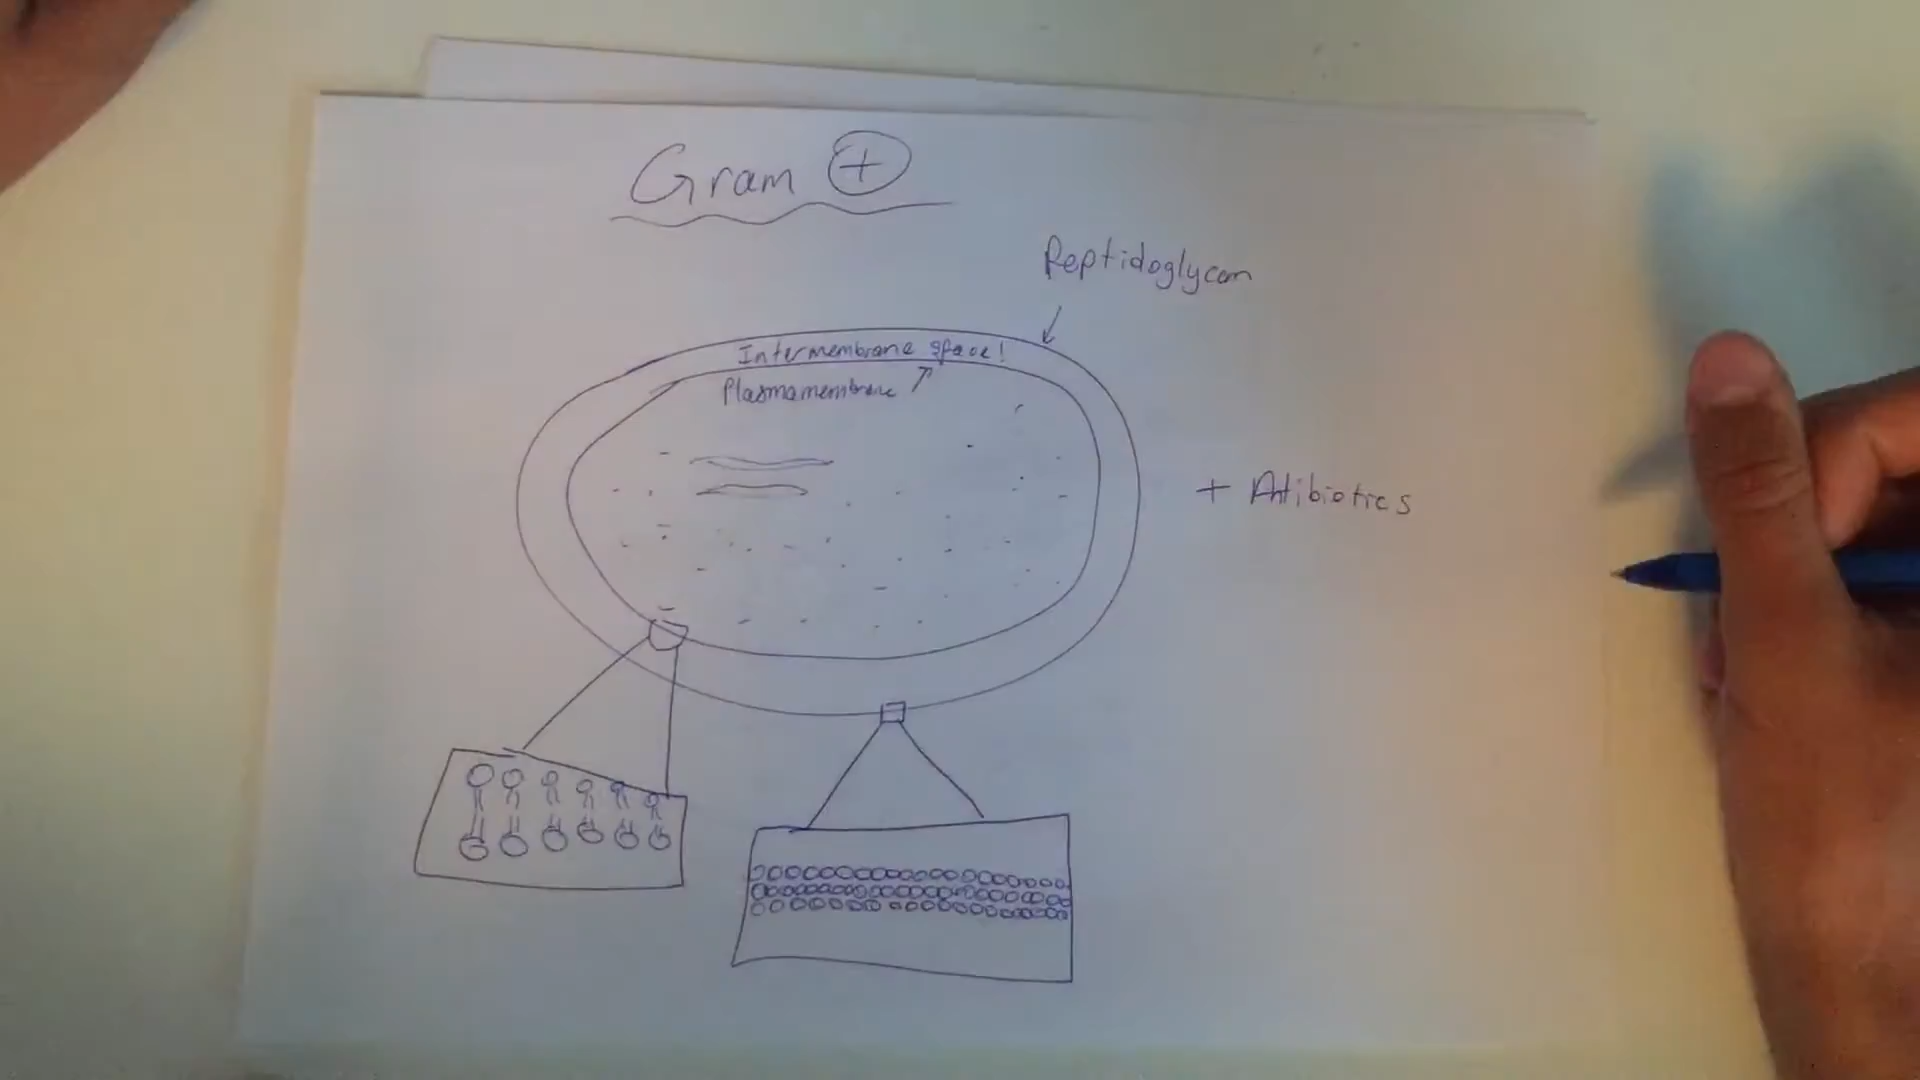 Gram +
Peptidoglycan
Intermembrane space!
Plasmamembrane
+ Antibiotics